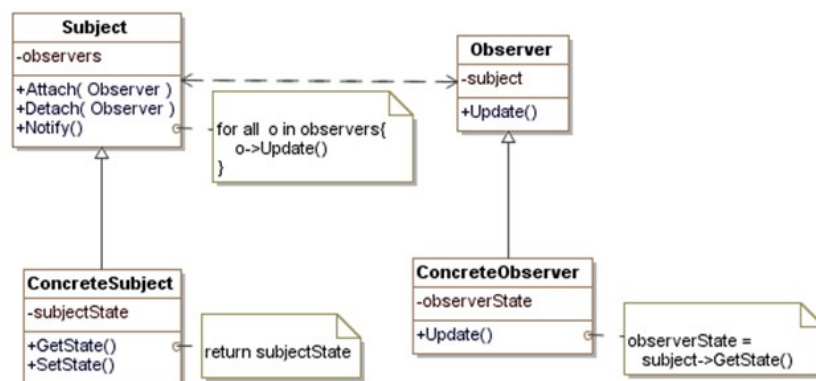 Subject
-observers
+Attach( Observer )
+Detach( Observer )
+Notify()
for all o in observers{
o->Update()
}
Observer
-subject
+Update()
ConcreteSubject
-subjectState
+GetState()
+SetState()
return subjectState
ConcreteObserver
-observerState
+Update()
observerState =
subject->GetState()